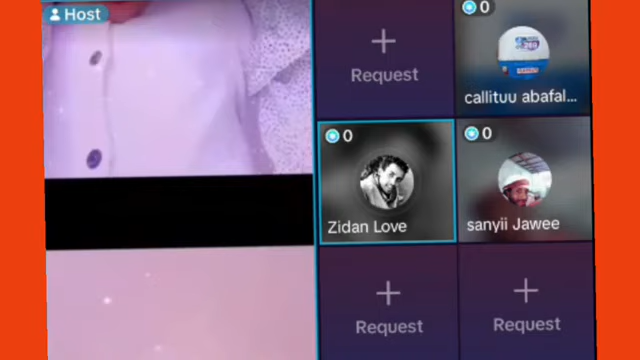 Host
Request
0
callituu abafal...
0
Zidan Love
0
sanyii Jawee
Request
Request